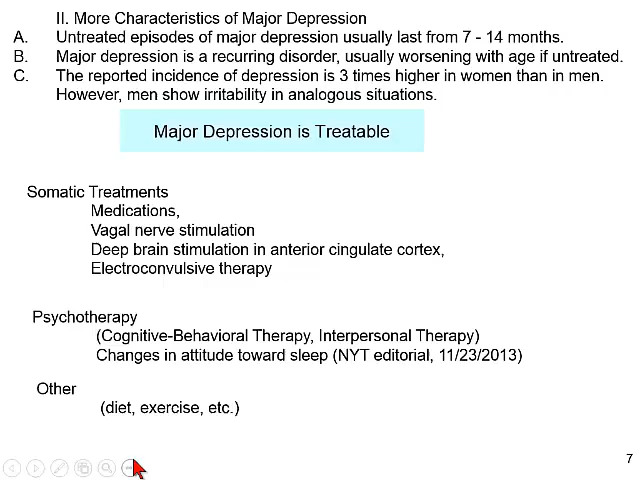 II. More Characteristics of Major Depression
A. Untreated episodes of major depression usually last from 7 - 14 months.
B. Major depression is a recurring disorder, usually worsening with age if untreated.
C. The reported incidence of depression is 3 times higher in women than in men.
However, men show irritability in analogous situations.
Major Depression is Treatable
Somatic Treatments
Medications,
Vagal nerve stimulation
Deep brain stimulation in anterior cingulate cortex,
Electroconvulsive therapy
Psychotherapy
(Cognitive-Behavioral Therapy, Interpersonal Therapy)
Changes in attitude toward sleep (NYT editorial, 11/23/2013)
Other
(diet, exercise, etc.)
7